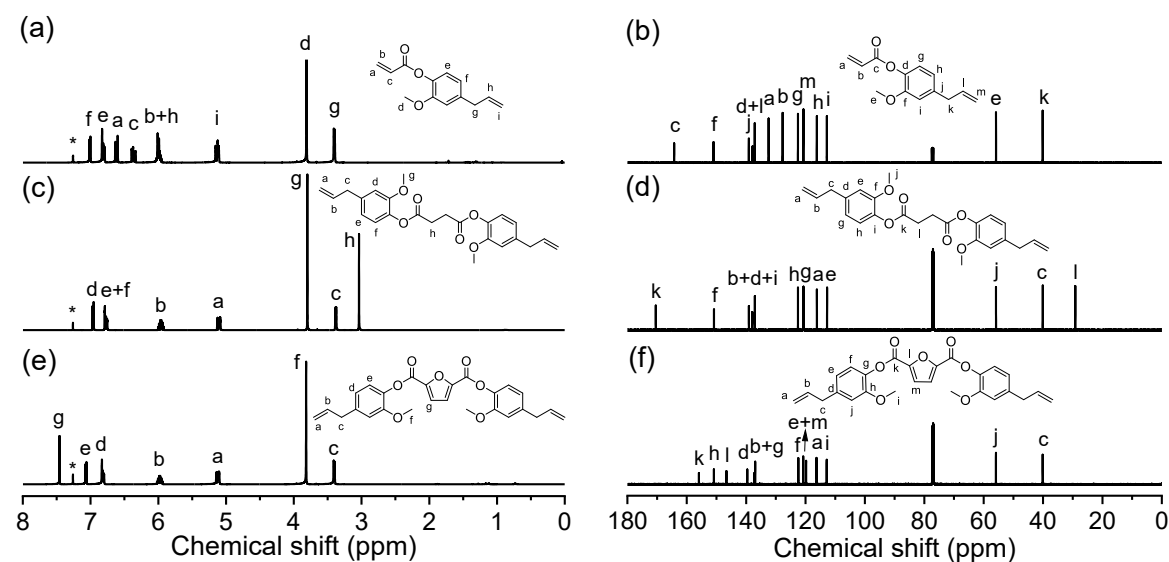 (a)
d
f e a c b+h i g
*
b O e
a c O f h
d O g i
(b)
c f j d+l a b g m h i e k
O g
a b c O d h l
e O f i j k m
(c)
g
d e+f b a c h
*
a c d O g
b e f O O h O O
O
(d)
k f b+d+i h g a e j c l
a c e O j
b d f g h i O k O l O O
O
(e)
f
g e d b a c
*
O O O
b d e O g O
a c O f O
(f)
k h l d b+g f e+m a i j c
O l O O
b e f g O k m O
a c d j h O i O
8 7 6 5 4 3 2 1 0
Chemical shift (ppm)
180 160 140 120 100 80 60 40 20 0
Chemical shift (ppm)